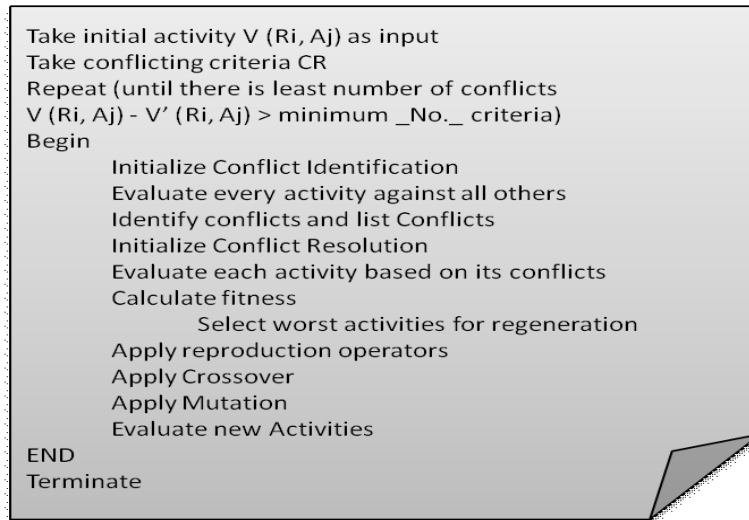 Take initial activity V (Ri, Aj) as input
Take conflicting criteria CR
Repeat (until there is least number of conflicts
V (Ri, Aj) - V’ (Ri, Aj) > minimum _No._ criteria)
Begin
Initialize Conflict Identification
Evaluate every activity against all others
Identify conflicts and list Conflicts
Initialize Conflict Resolution
Evaluate each activity based on its conflicts
Calculate fitness
Select worst activities for regeneration
Apply reproduction operators
Apply Crossover
Apply Mutation
Evaluate new Activities
END
Terminate